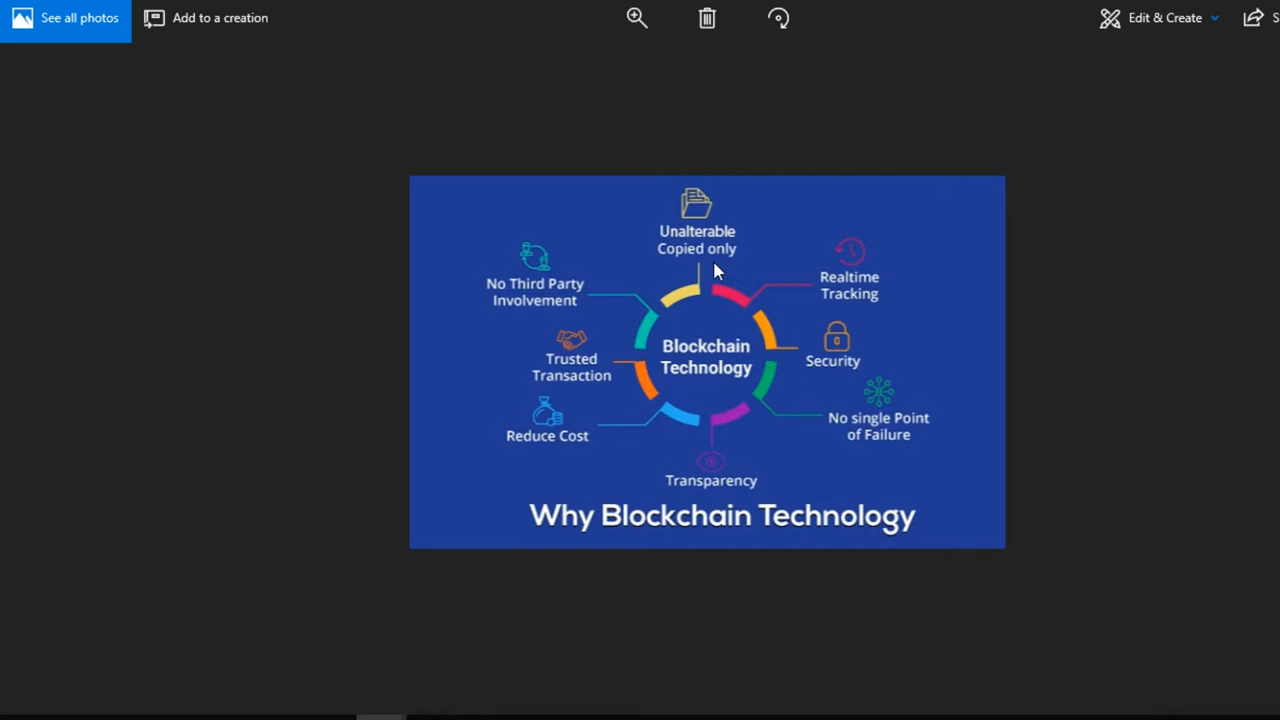 See all photos
Add to a creation
Edit & Create
S
Unalterable
Copied only
No Third Party
Involvement
Realtime
Tracking
Trusted
Transaction
Blockchain
Technology
Security
Reduce Cost
No single Point
of Failure
Transparency
Why Blockchain Technology